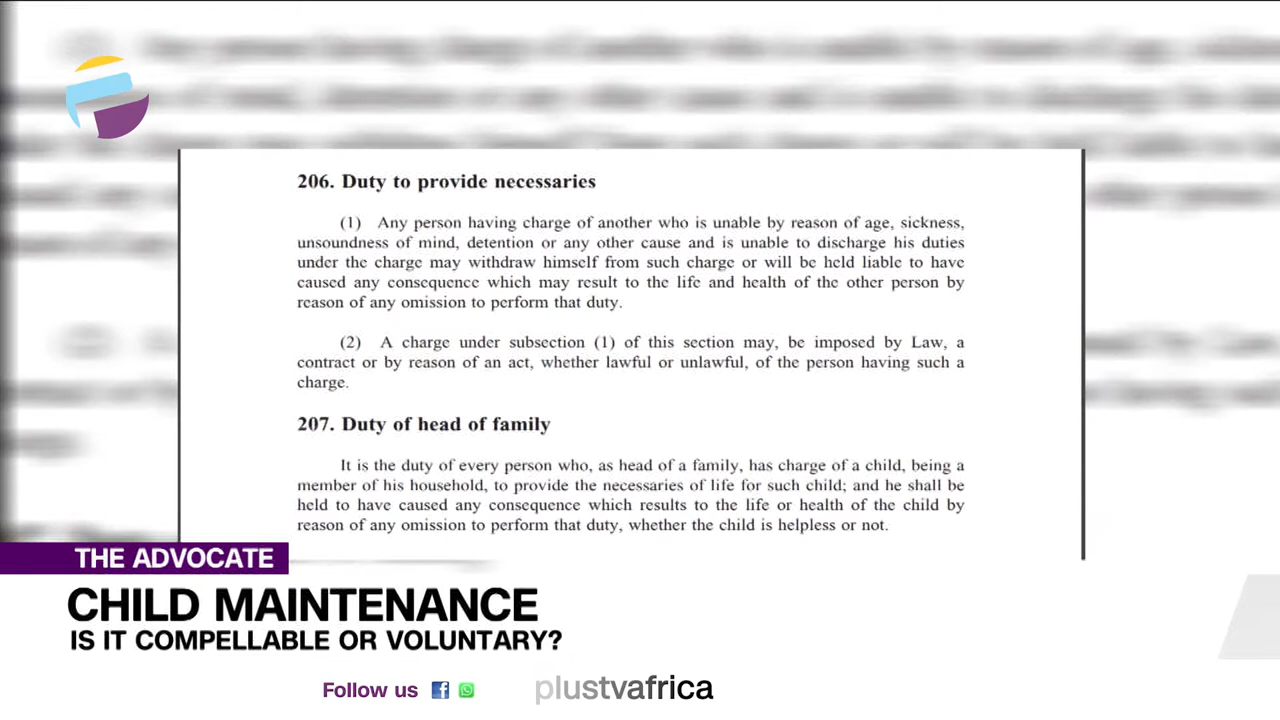 206. Duty to provide necessaries
(1) Any person having charge of another who is unable by reason of age, sickness,
unsoundness of mind, detention or any other cause and is unable to discharge his duties
under the charge may withdraw himself from such charge or will be held liable to have
caused any consequence which may result to the life and health of the other person by
reason of any omission to perform that duty.
(2) A charge under subsection (1) of this section may, be imposed by Law, a
contract or by reason of an act, whether lawful or unlawful, of the person having such a
charge.
207. Duty of head of family
It is the duty of every person who, as head of a family, has charge of a child, being a
member of his household, to provide the necessaries of life for such child; and he shall be
held to have caused any consequence which results to the life or health of the child by
reason of any omission to perform that duty, whether the child is helpless or not.
THE ADVOCATE
CHILD MAINTENANCE
IS IT COMPELLABLE OR VOLUNTARY?
Follow us plustvafrica